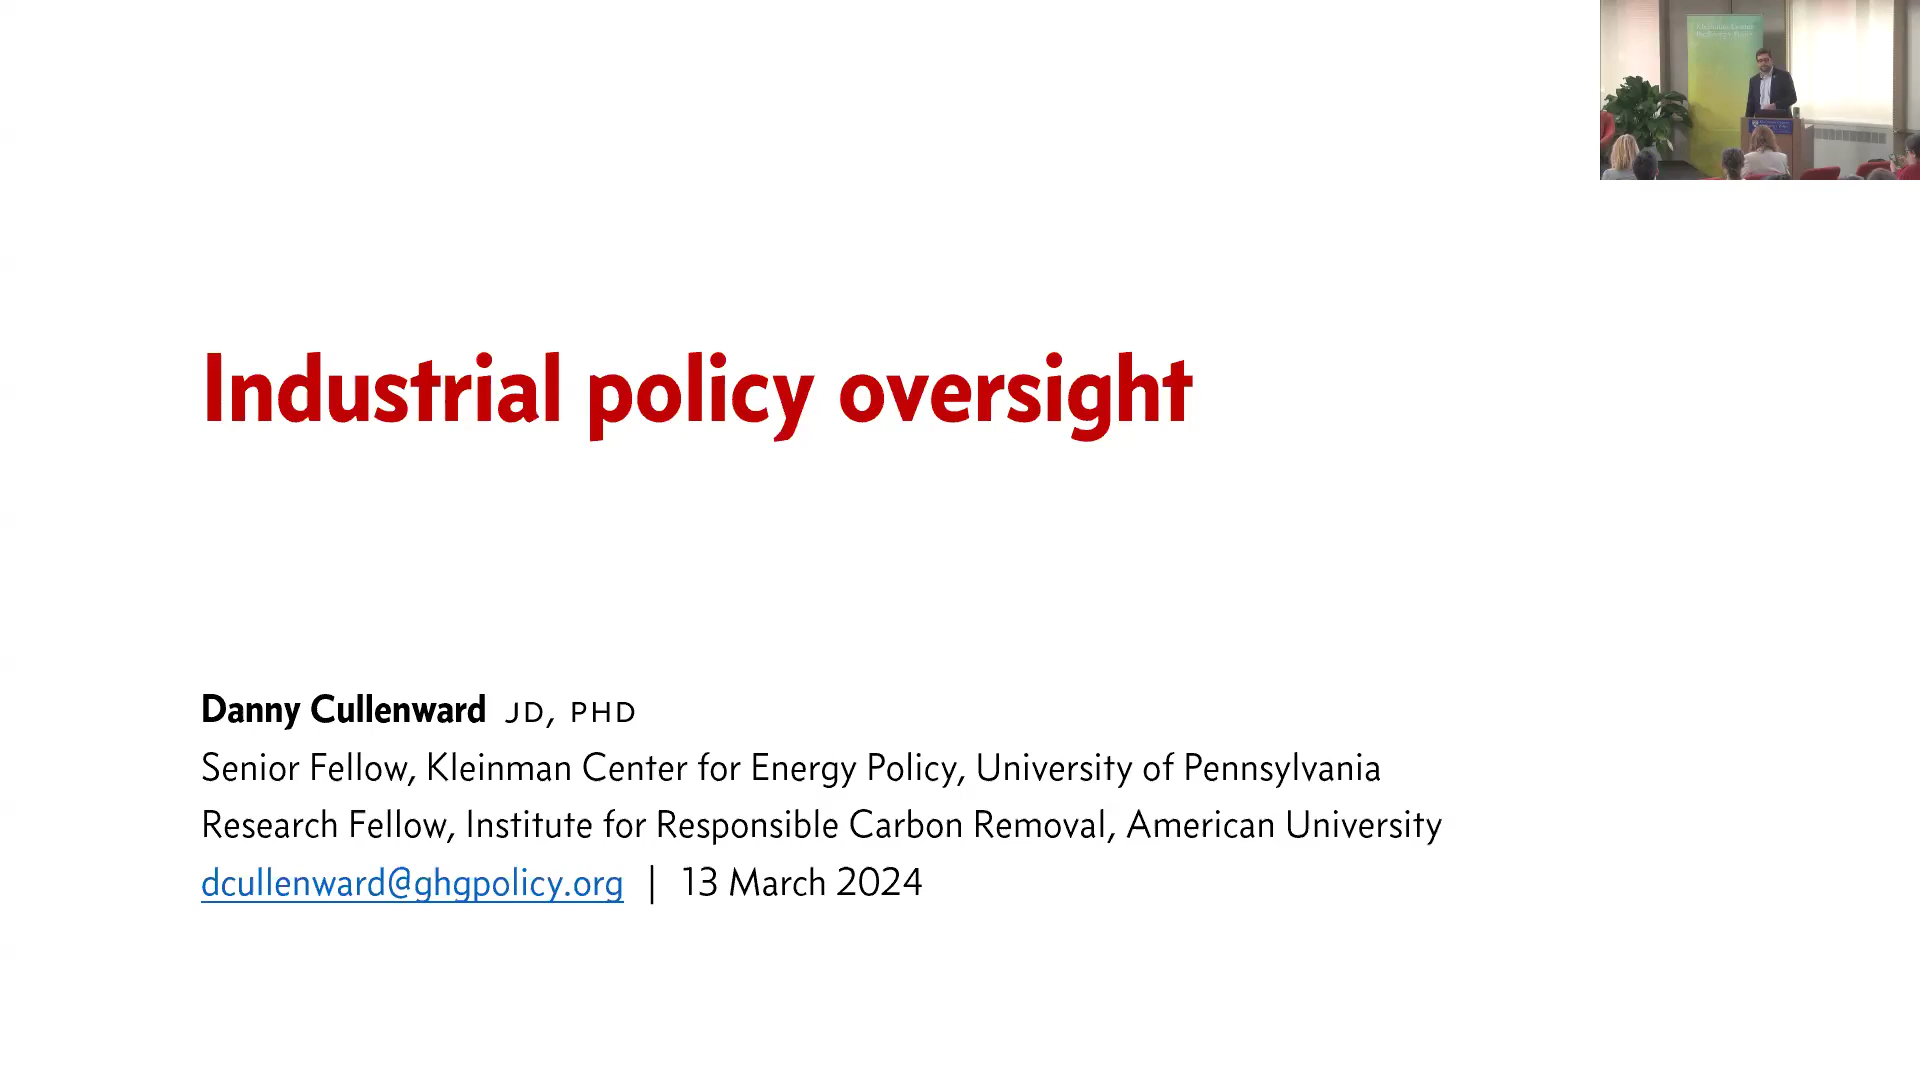 Industrial policy oversight
Danny Cullenward JD, PHD
Senior Fellow, Kleinman Center for Energy Policy, University of Pennsylvania
Research Fellow, Institute for Responsible Carbon Removal, American University
dcullenward@ghgpolicy.org | 13 March 2024